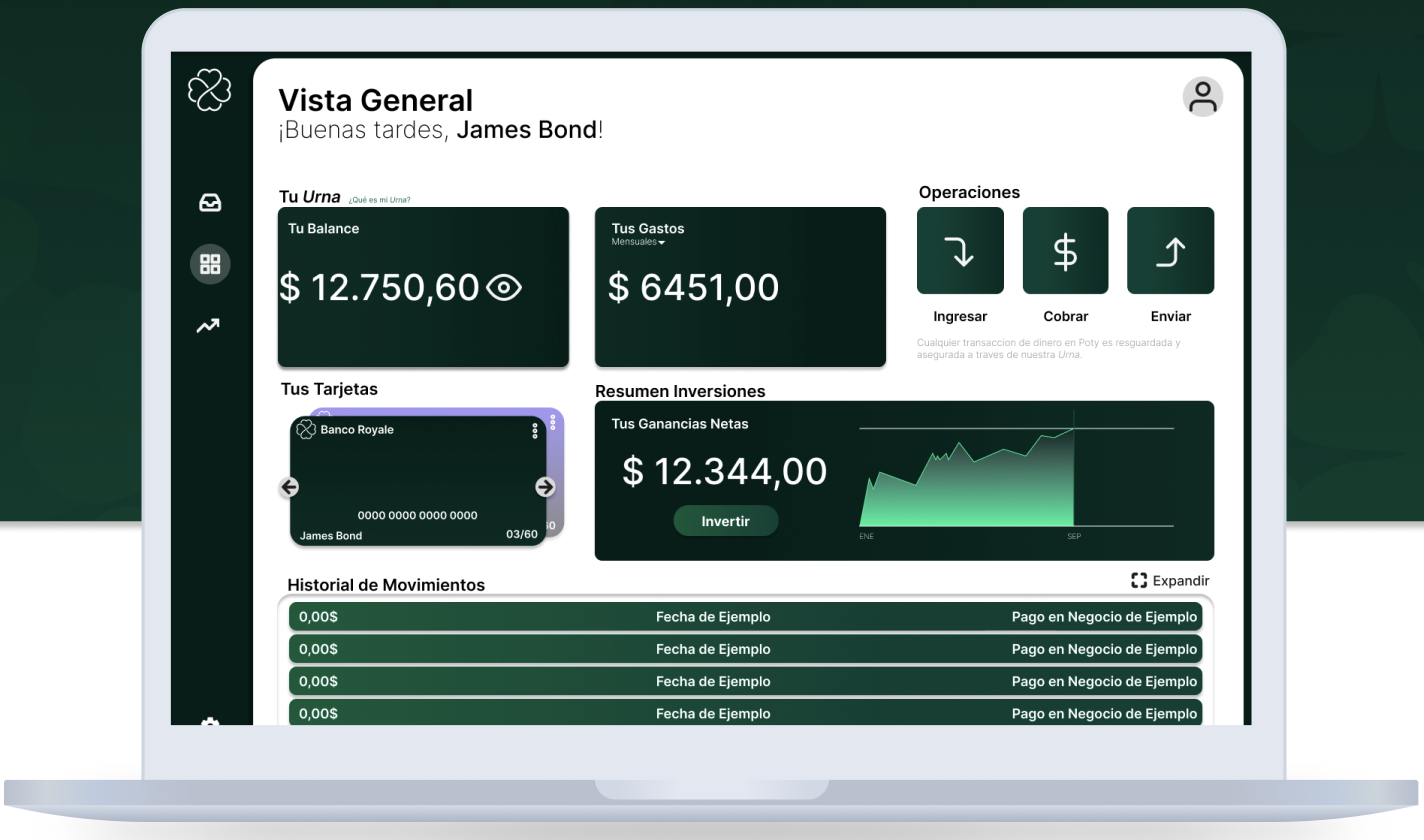 Vista General
¡Buenas tardes, James Bond!
Tu Urna ¿Qué es mi Urna?
Tu Balance
$ 12.750,60
Tus Gastos
Mensuales
$ 6451,00
Operaciones
Ingresar
Cobrar
Enviar
Cualquier transaccion de dinero en Poty es resguardada y
asegurada a traves de nuestra Urna.
Tus Tarjetas
Banco Royale
0000 0000 0000 0000
James Bond
03/60
60
Resumen Inversiones
Tus Ganancias Netas
$ 12.344,00
Invertir
ENE
SEP
Historial de Movimientos
Expandir
0,00$ Fecha de Ejemplo Pago en Negocio de Ejemplo
0,00$ Fecha de Ejemplo Pago en Negocio de Ejemplo
0,00$ Fecha de Ejemplo Pago en Negocio de Ejemplo
0,00$ Fecha de Ejemplo Pago en Negocio de Ejemplo